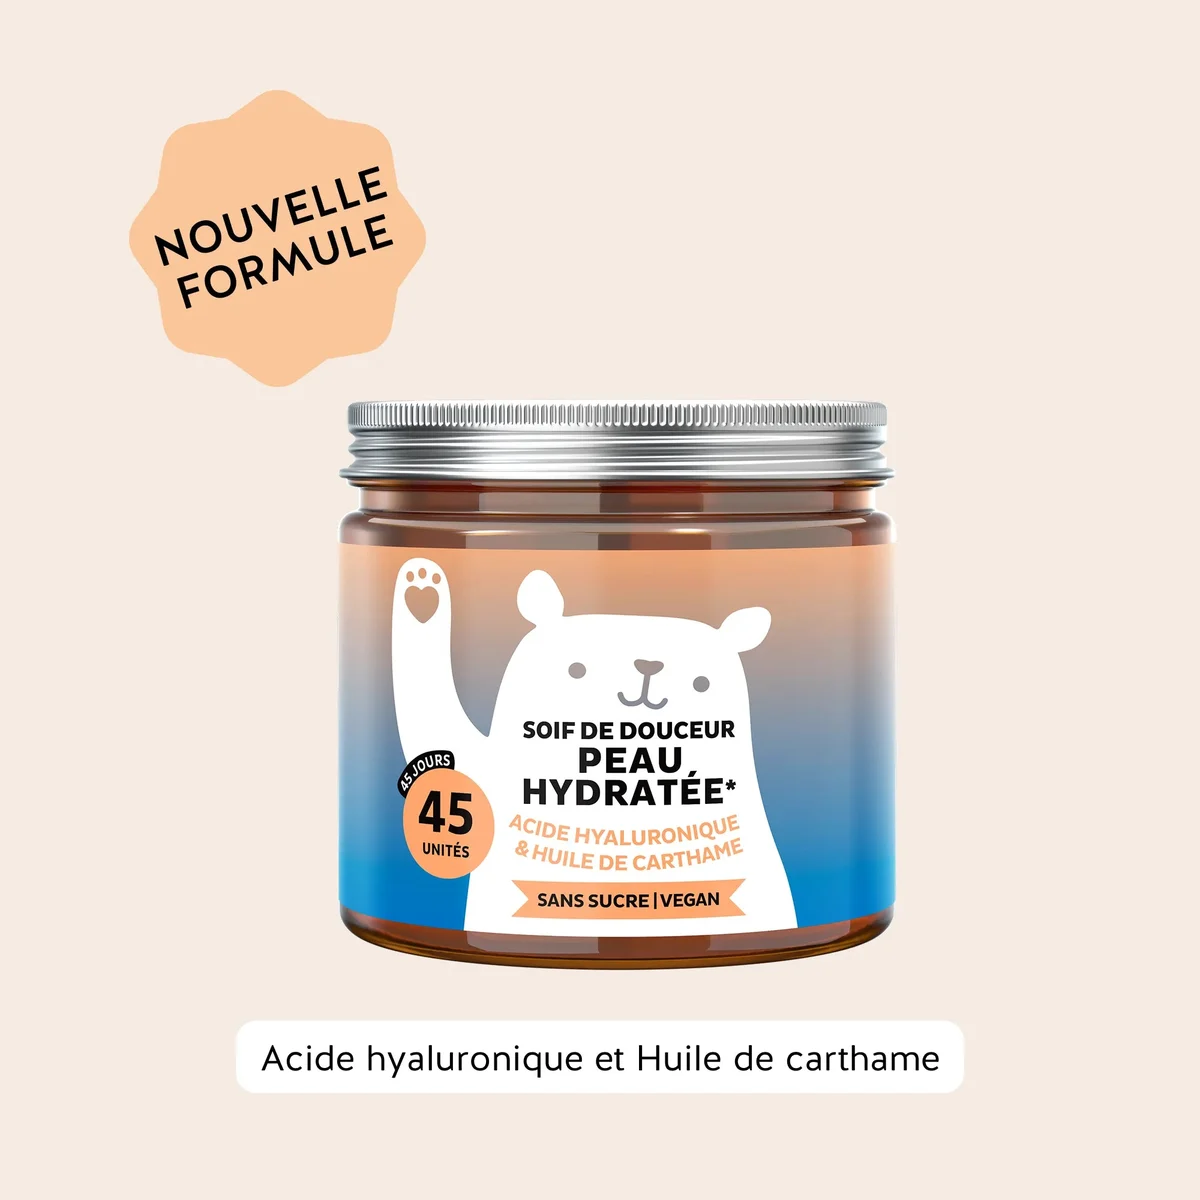 NOUVELLE
FORMULE
SOIF DE DOUCEUR
PEAU
HYDRATÉE*
ACIDE HYALURONIQUE
& HUILE DE CARTHAME
45 JOURS
45
UNITÉS
SANS SUCRE | VEGAN
Acide hyaluronique et Huile de carthame